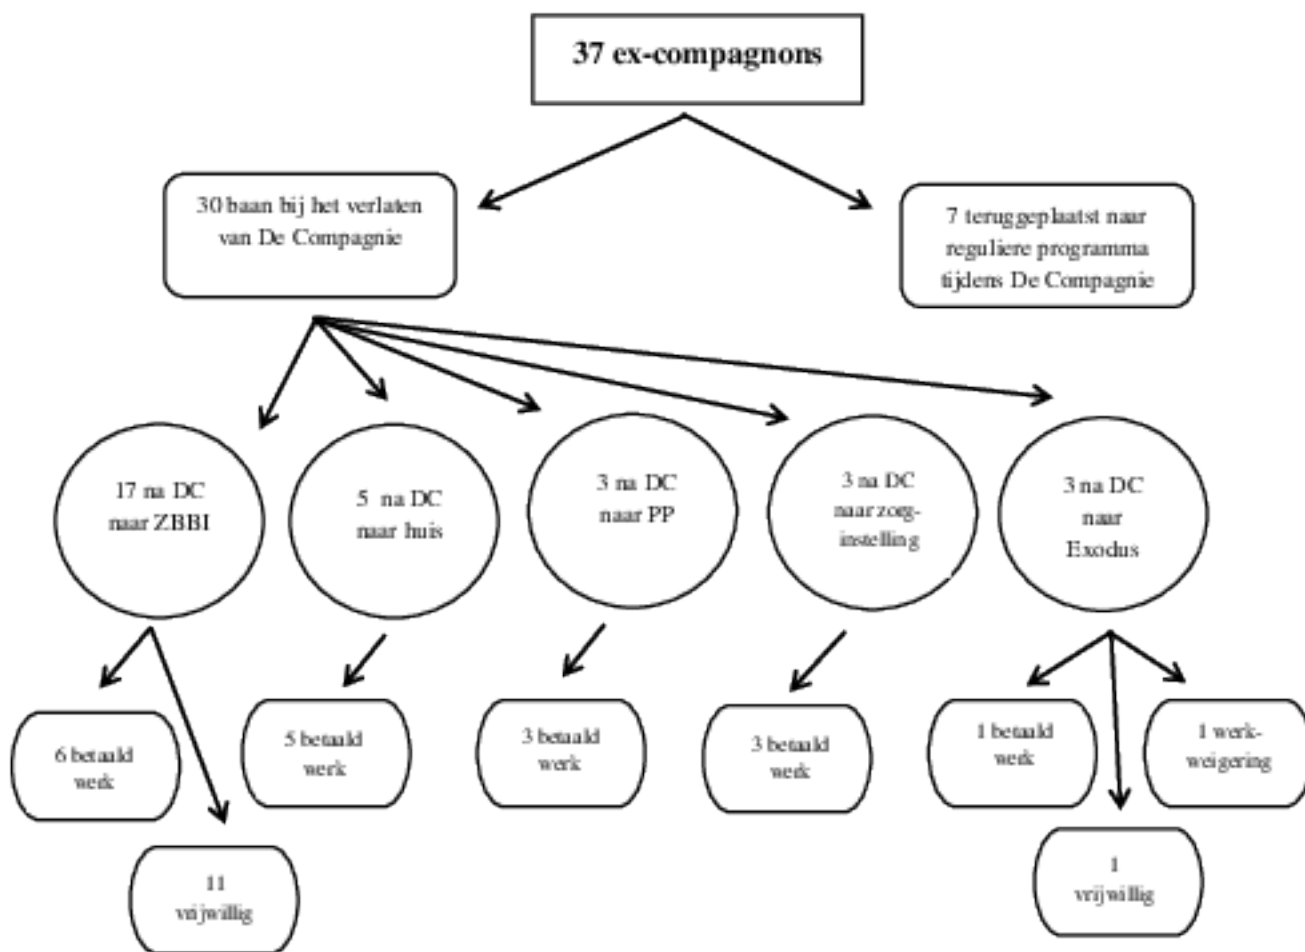 37 ex-compagnons
30 baan bij het verlaten
van De Compagnie
7 teruggeplaatst naar
reguliere programma
tijdens De Compagnie
17 na DC
naar ZBBI
5 na DC
naar huis
3 na DC
naar PP
3 na DC
naar zorg-
instelling
3 na DC
naar
Exodus
6 betaald
werk
5 betaald
werk
3 betaald
werk
3 betaald
werk
1 betaald
werk
1 werk-
weigering
11
vrijwillig
1
vrijwillig